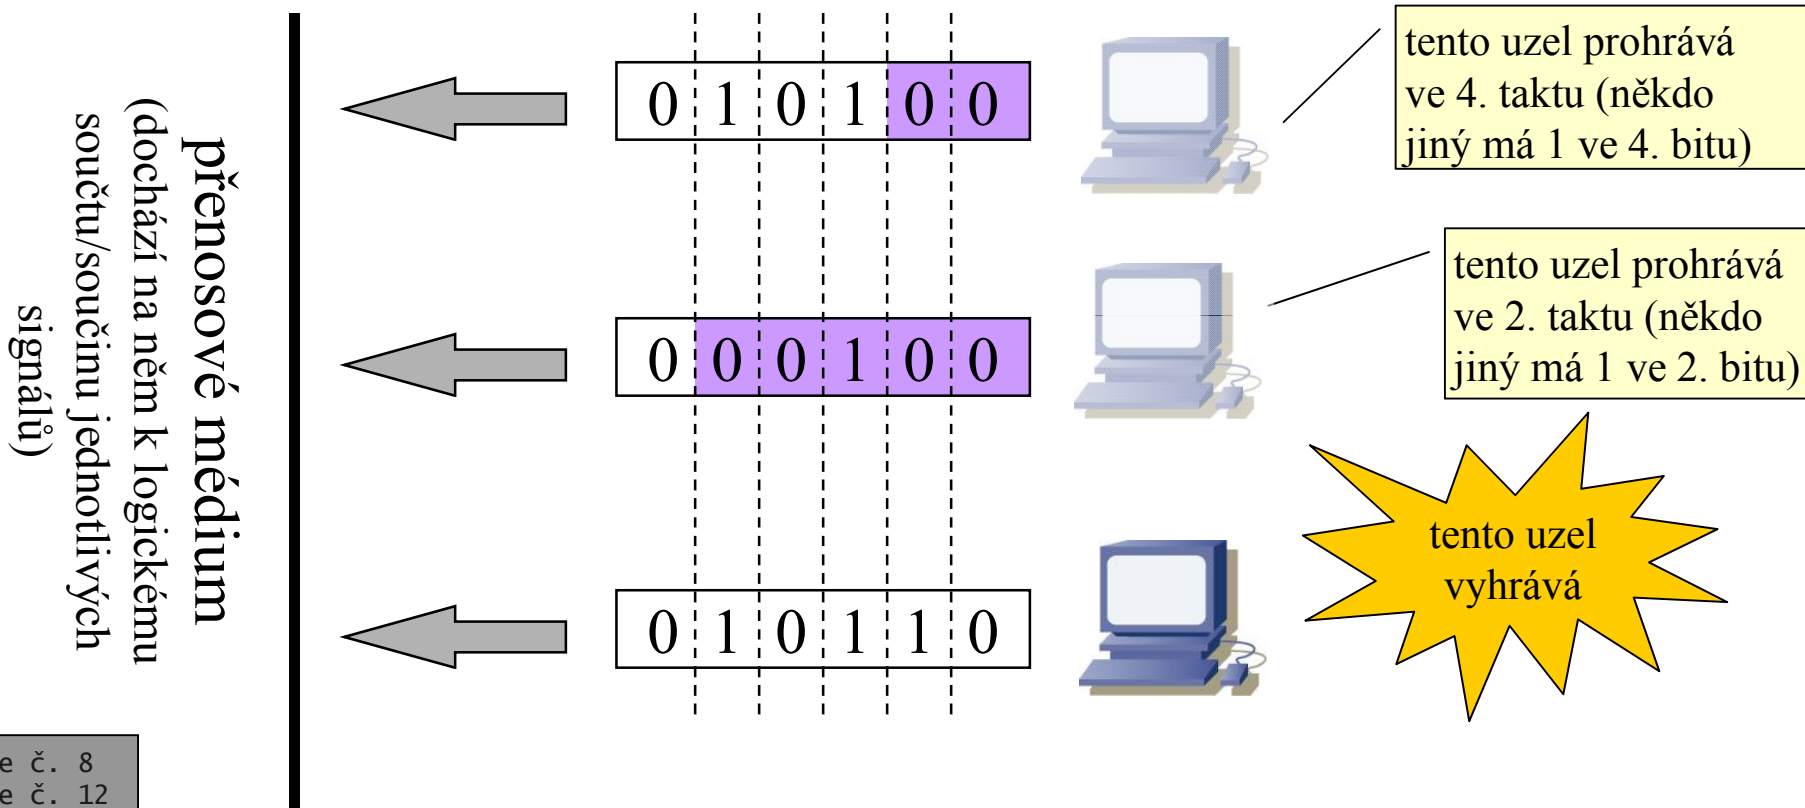 přenosové médium
(dochází na něm k logickému
součtu/součinu jednotlivých
signálů)
0 1 0 1 0 0
tento uzel prohrává
ve 4. taktu (někdo
jiný má 1 ve 4. bitu)
0 0 0 1 0 0
tento uzel prohrává
ve 2. taktu (někdo
jiný má 1 ve 2. bitu)
0 1 0 1 1 0
tento uzel
vyhrává
e č. 8
e č. 12